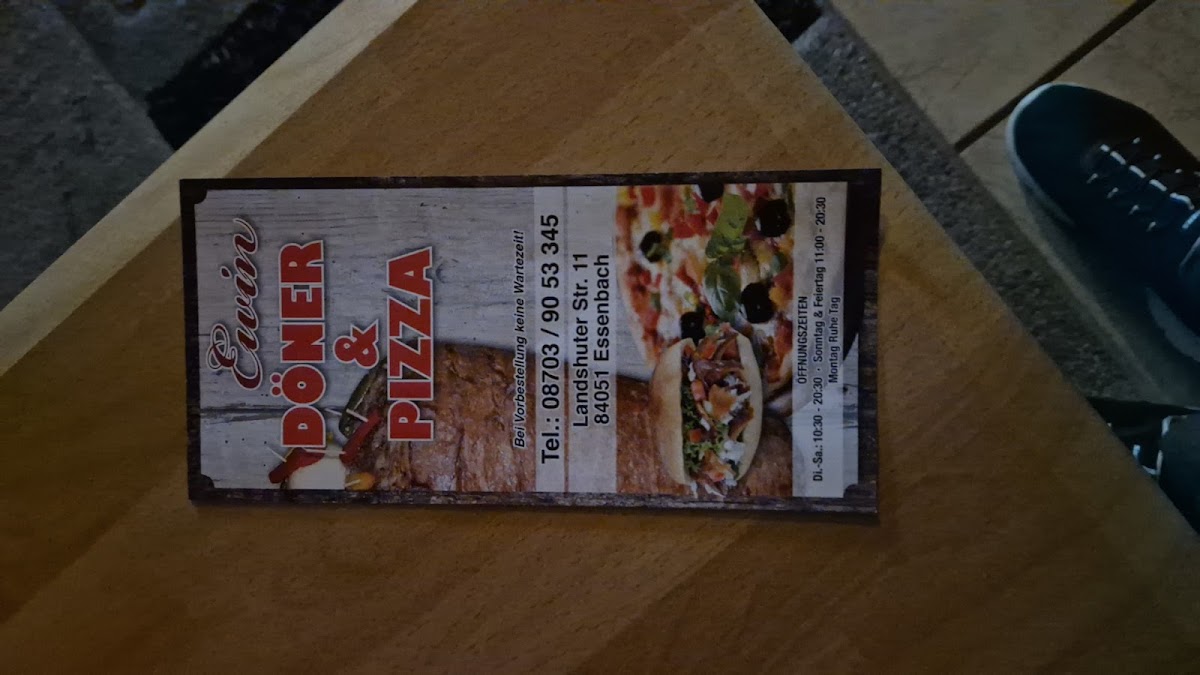 Ewin
DÖNER
&
PIZZA
Bei Vorbestellung keine Wartezeit!
Tel.: 08703 / 90 53 345
Landshuter Str. 11
84051 Essenbach
ÖFFNUNGSZEITEN
Di.-Sa.: 10:30 - 20:30 · Sonntag & Feiertag 11:00 - 20:30
Montag Ruhe Tag